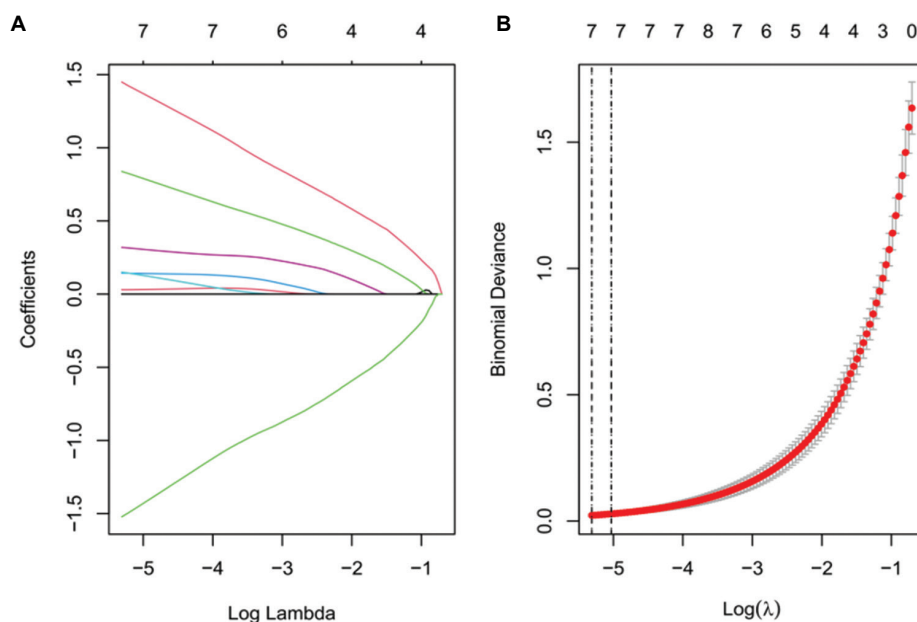 A
7 7 6 4 4
Coefficients
1.5
1.0
0.5
0.0
−0.5
−1.0
−1.5
−5 −4 −3 −2 −1
Log Lambda
B
7 7 7 7 8 7 6 5 4 4 3 0
Binomial Deviance
1.5
1.0
0.5
0.0
−5 −4 −3 −2 −1
Log(λ)